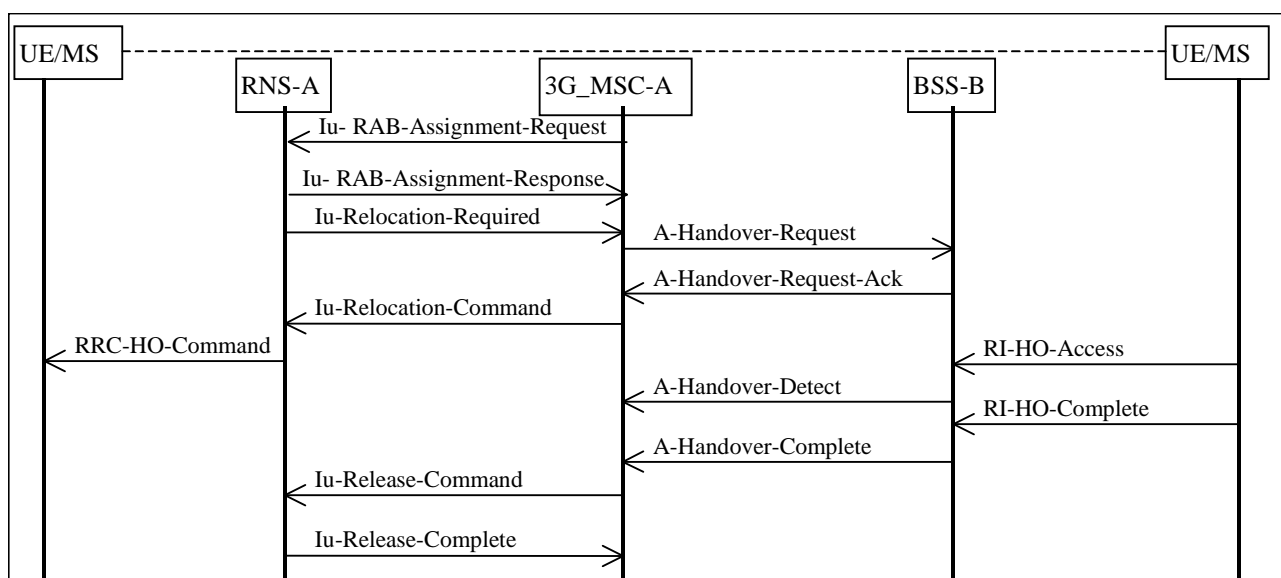 UE/MS
UE/MS
RNS-A
3G_MSC-A
BSS-B
Iu- RAB-Assignment-Request
Iu- RAB-Assignment-Response
Iu-Relocation-Required
A-Handover-Request
A-Handover-Request-Ack
Iu-Relocation-Command
RRC-HO-Command
RI-HO-Access
A-Handover-Detect
RI-HO-Complete
A-Handover-Complete
Iu-Release-Command
Iu-Release-Complete